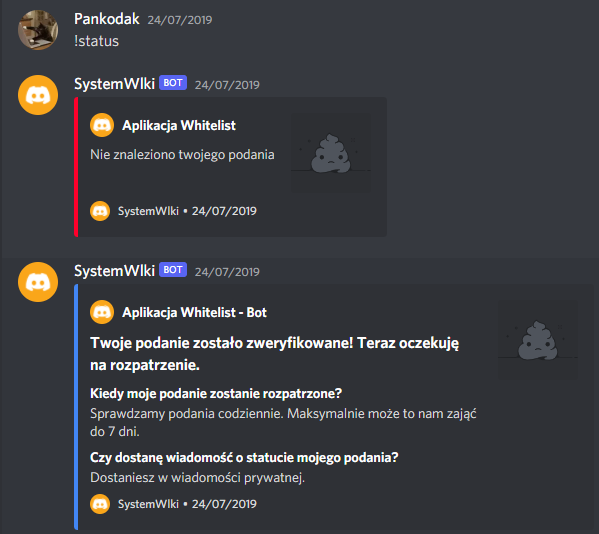 Pankodak 24/07/2019
!status
SystemWlki BOT 24/07/2019
Aplikacja Whitelist
Nie znaleziono twojego podania
SystemWlki • 24/07/2019
SystemWlki BOT 24/07/2019
Aplikacja Whitelist - Bot
Twoje podanie zostało zweryfikowane! Teraz oczekuję
na rozpatrzenie.
Kiedy moje podanie zostanie rozpatrzone?
Sprawdzamy podania codziennie. Maksymalnie może to nam zająć
do 7 dni.
Czy dostanę wiadomość o statucie mojego podania?
Dostaniesz w wiadomości prywatnej.
SystemWlki • 24/07/2019